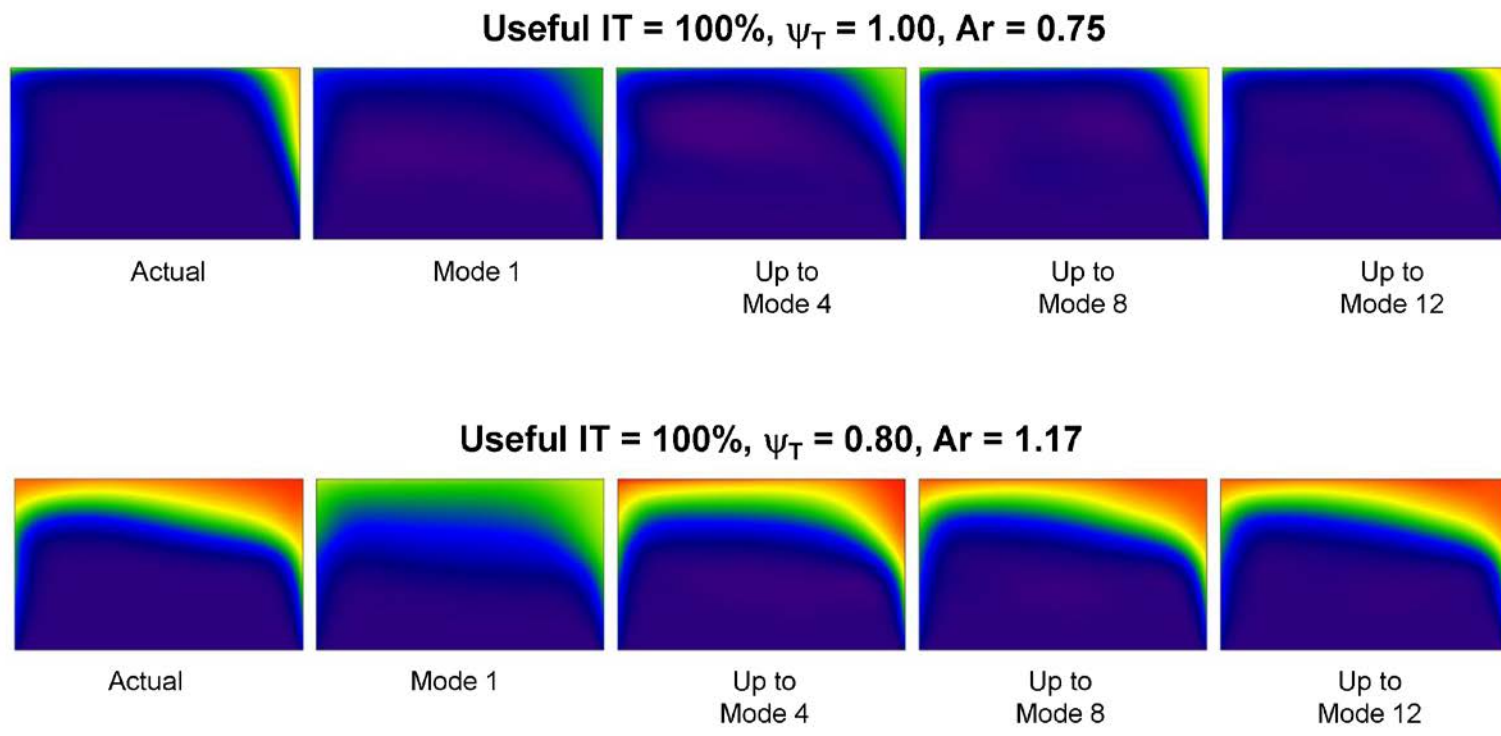 Useful IT = 100%, ψT = 1.00, Ar = 0.75
Actual
Mode 1
Up to
Mode 4
Up to
Mode 8
Up to
Mode 12
Useful IT = 100%, ψT = 0.80, Ar = 1.17
Actual
Mode 1
Up to
Mode 4
Up to
Mode 8
Up to
Mode 12